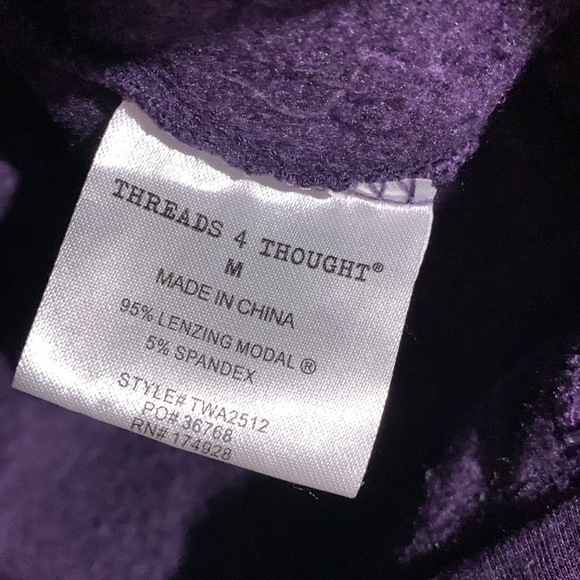 THREADS 4 THOUGHT®
M
MADE IN CHINA
95% LENZING MODAL ®
5% SPANDEX
STYLE# TWA2512
PO# 36768
RN# 174928